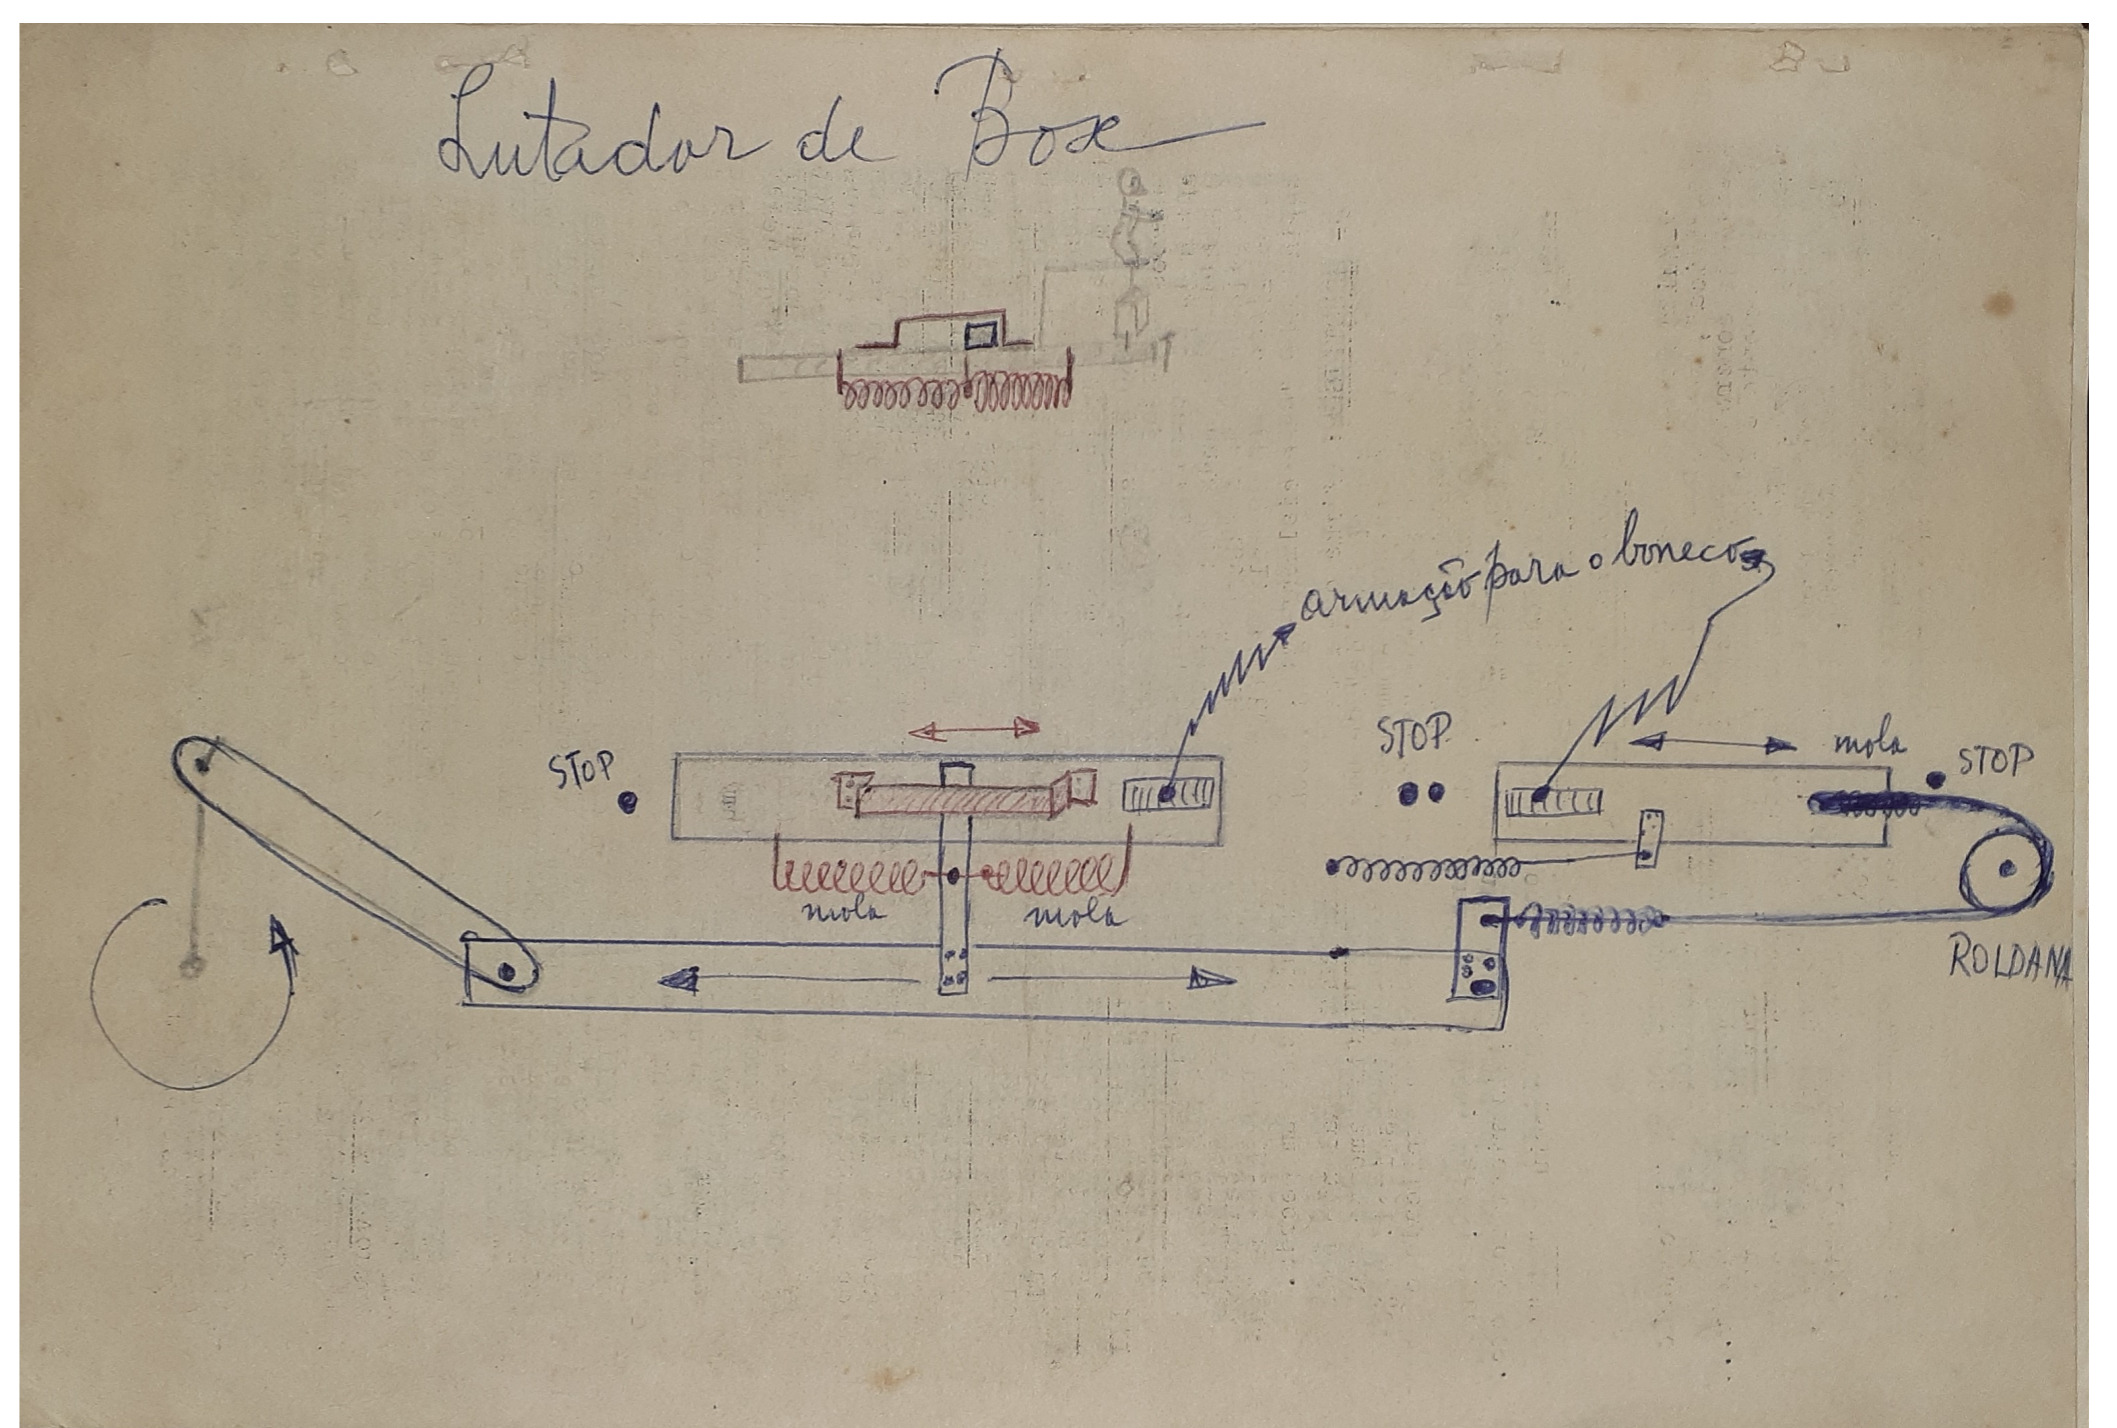 Lutador de Box
armação para o boneco
STOP
STOP
mola
STOP
mola
mola
ROLDANA